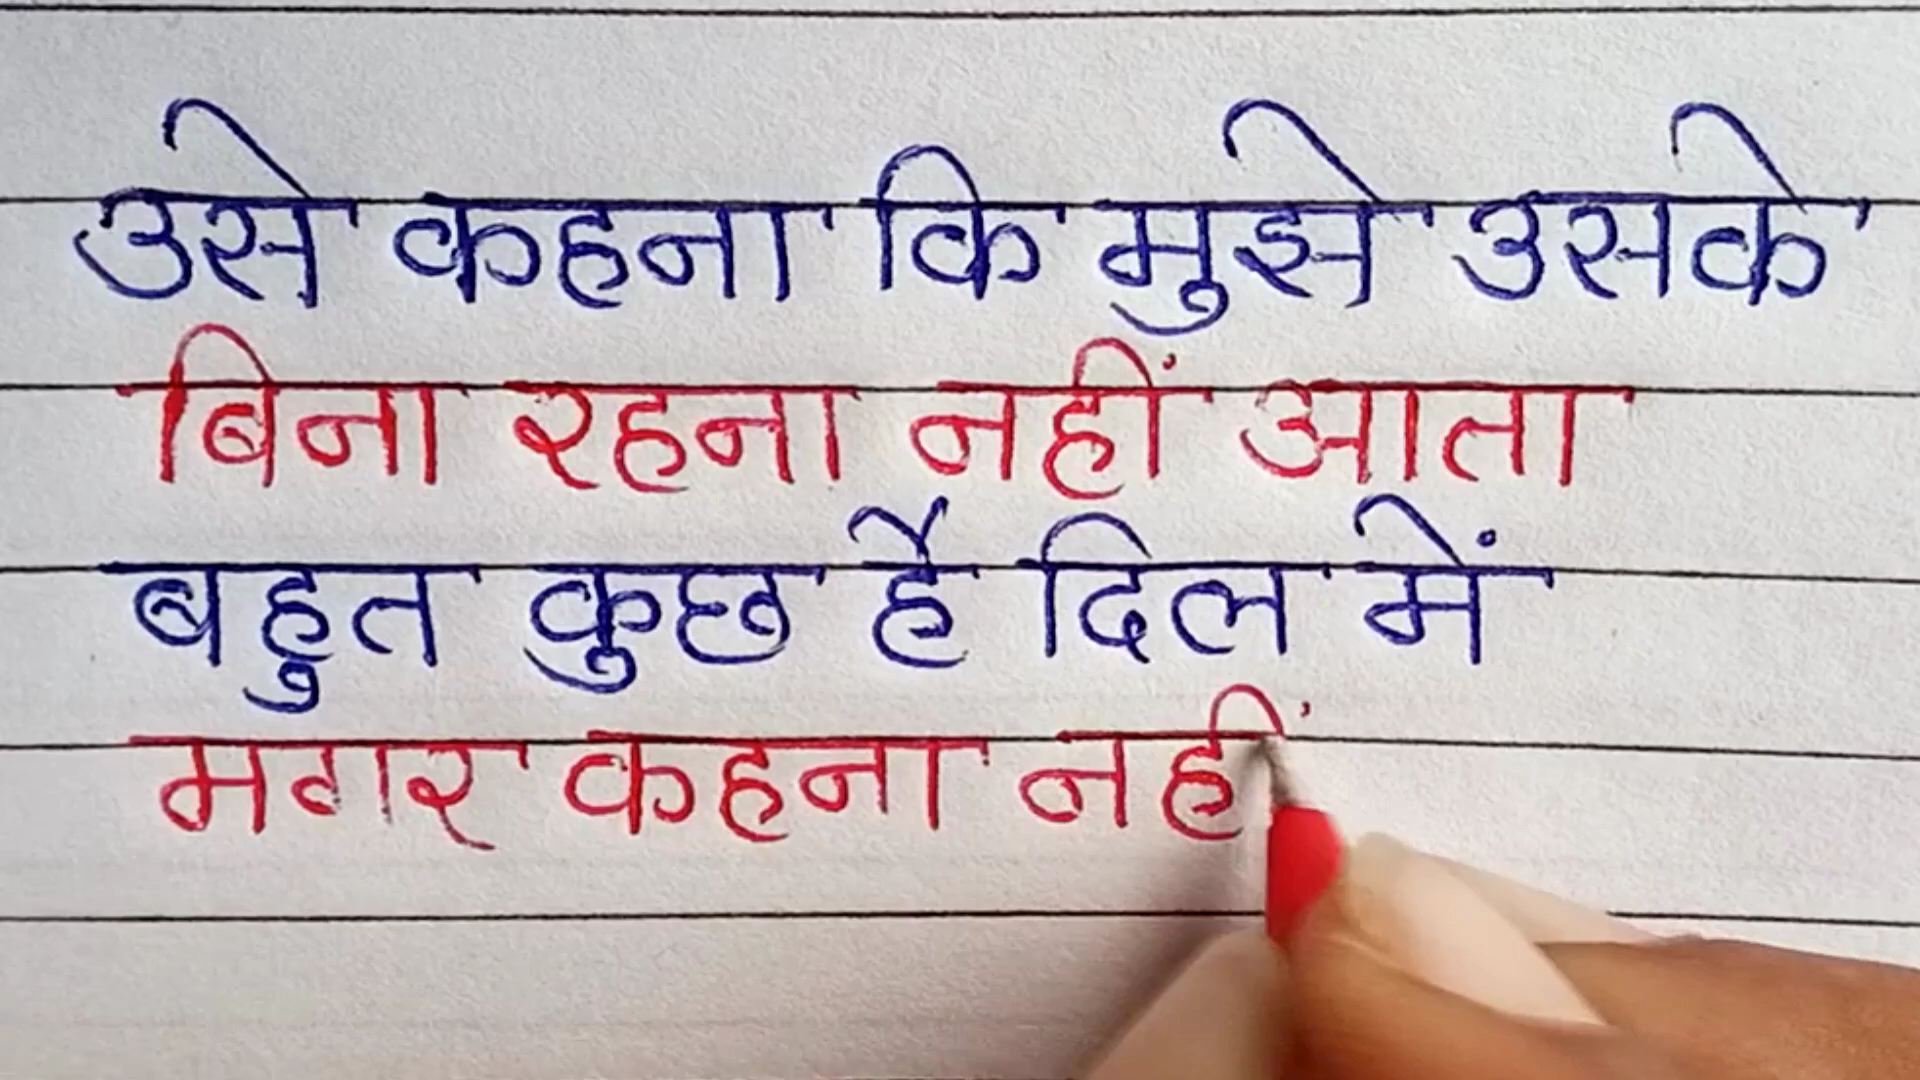 उसे कहना कि मुझे उसके
बिना रहना नहीं आता
बहुत कुछ है दिल में
मगर कहना नहीं